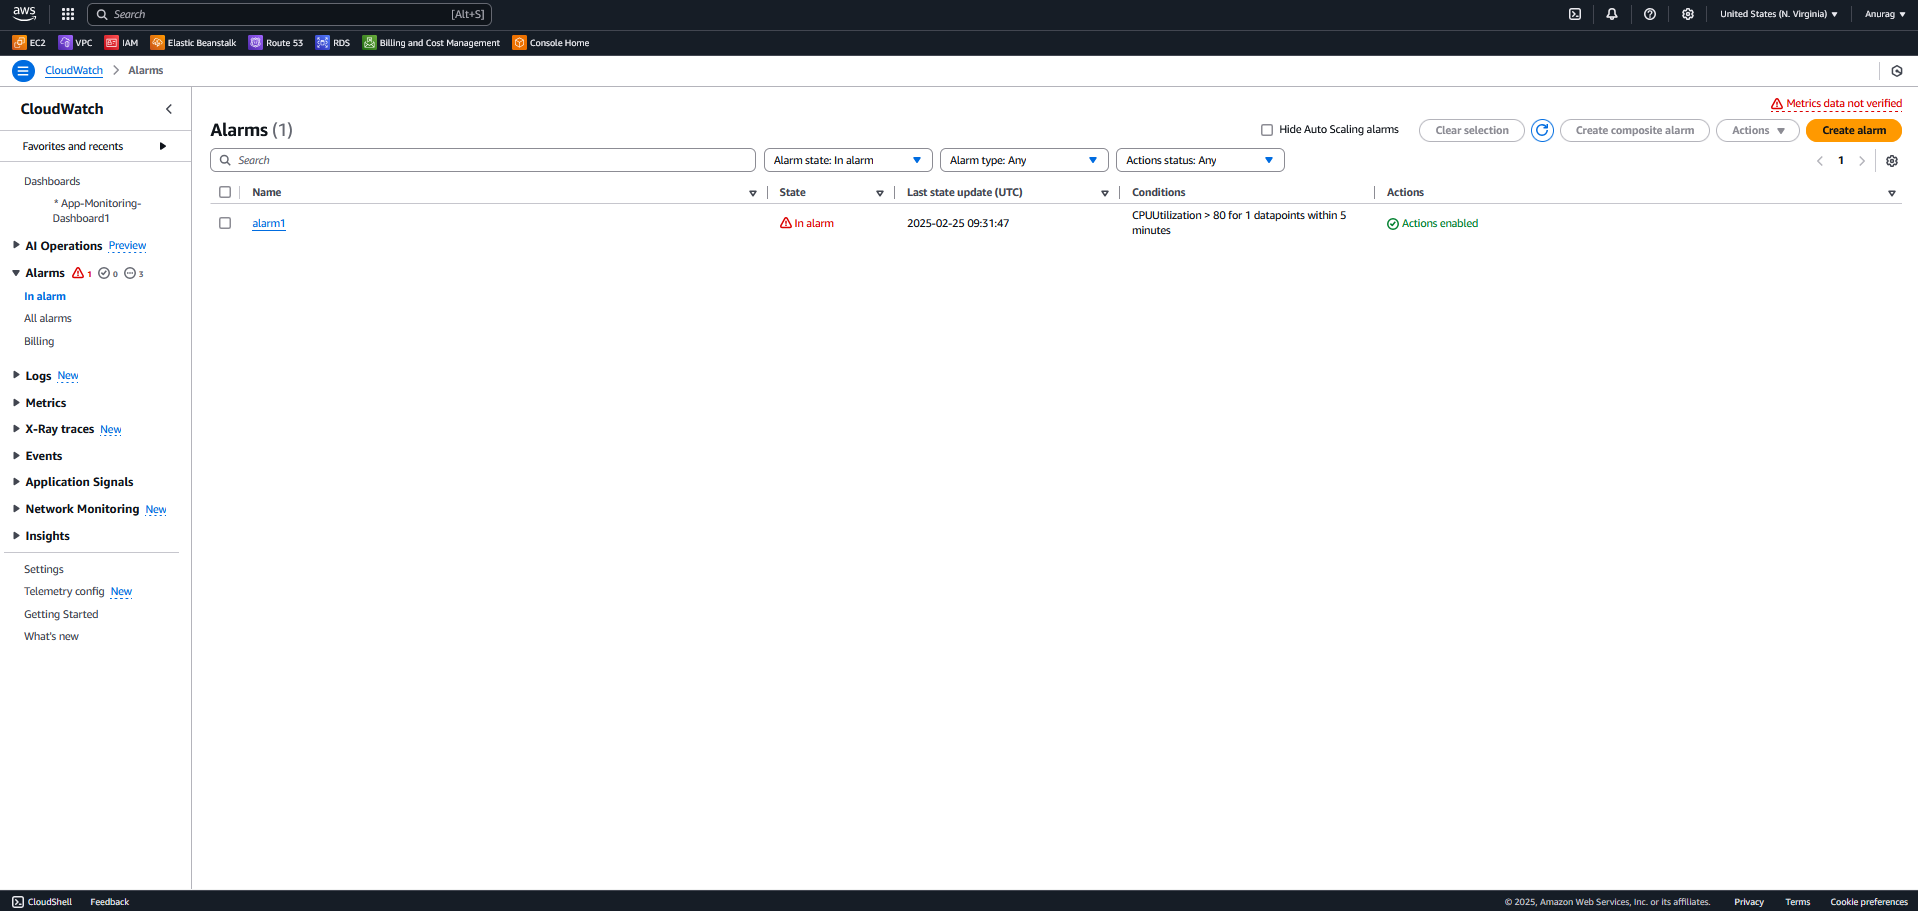 aws
Search [Alt+S]
United States (N. Virginia) Anurag
EC2 VPC IAM Elastic Beanstalk Route 53 RDS Billing and Cost Management Console Home
CloudWatch Alarms
CloudWatch
Favorites and recents
Dashboards
* App-Monitoring-
Dashboard1
AI Operations Preview
Alarms 1 0 3
In alarm
All alarms
Billing
Logs New
Metrics
X-Ray traces New
Events
Application Signals
Network Monitoring New
Insights
Settings
Telemetry config New
Getting Started
What's new
Metrics data not verified
Alarms (1)
Hide Auto Scaling alarms Clear selection Create composite alarm Actions Create alarm
Search Alarm state: In alarm Alarm type: Any Actions status: Any 1
Name State Last state update (UTC) Conditions Actions
alarm1 In alarm 2025-02-25 09:31:47 CPUUtilization > 80 for 1 datapoints within 5
minutes Actions enabled
CloudShell Feedback © 2025, Amazon Web Services, Inc. or its affiliates. Privacy Terms Cookie preferences